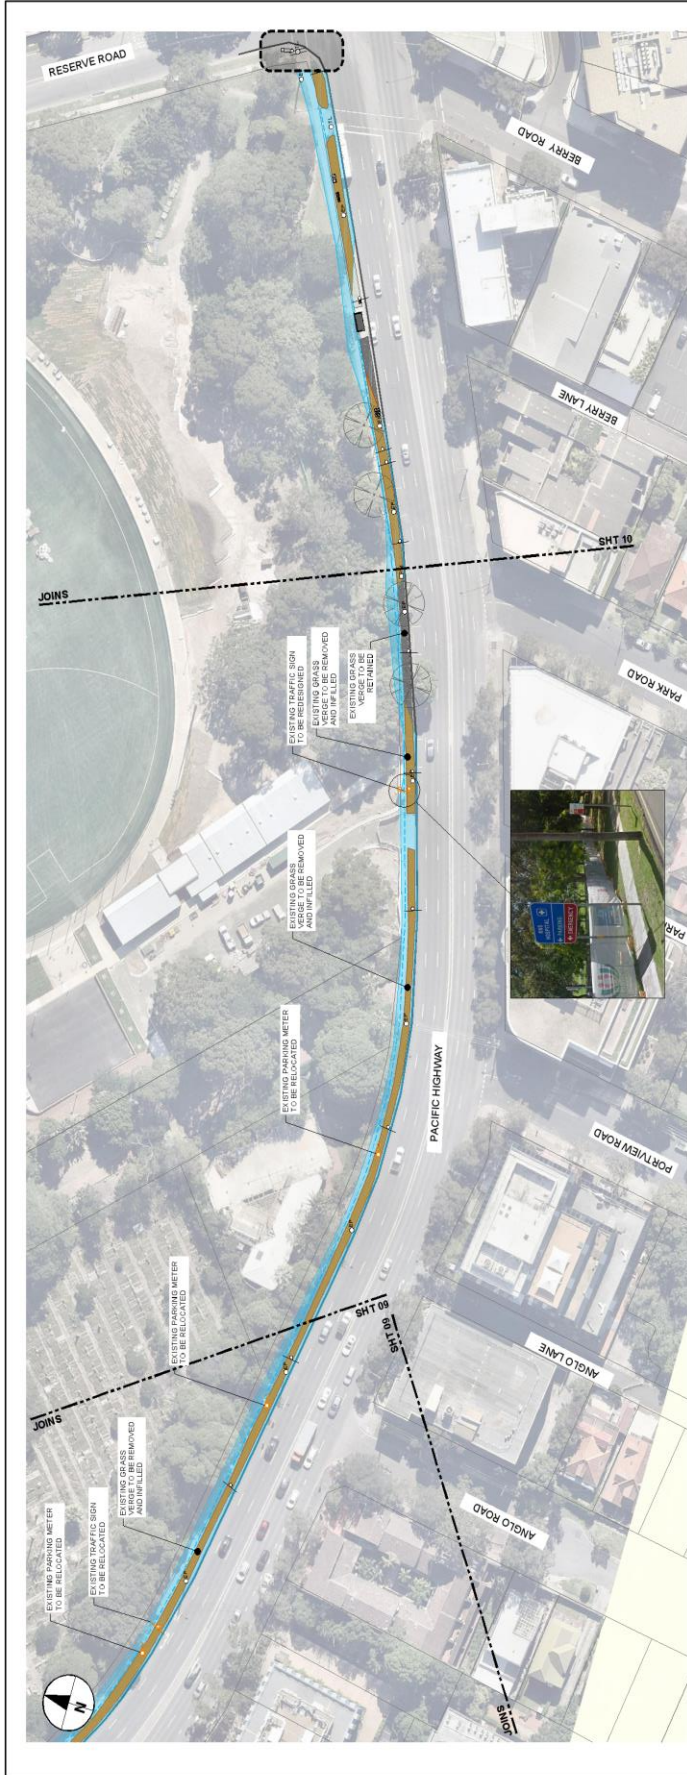 RESERVE ROAD
BERRY ROAD
BERRY LANE
JOINS
SHT 10
PARK ROAD
EXISTING TRAFFIC SIGN
TO BE REDESIGNED
EXISTING GRASS
VERGE TO BE REMOVED
AND INFILLED
EXISTING GRASS
VERGE TO BE
RETAINED
EXISTING GRASS
VERGE TO BE REMOVED
AND INFILLED
HOSPITAL
PARKING
EMERGENCY
EXISTING PARKING METER
TO BE RELOCATED
PACIFIC HIGHWAY
PORTVIEW ROAD
EXISTING PARKING METER
TO BE RELOCATED
JOINS
SHT 09
SHT 09
ANGLO LANE
ANGLO ROAD
EXISTING GRASS
VERGE TO BE REMOVED
AND INFILLED
EXISTING TRAFFIC SIGN
TO BE RELOCATED
EXISTING PARKING METER
TO BE RELOCATED
N
JOINS